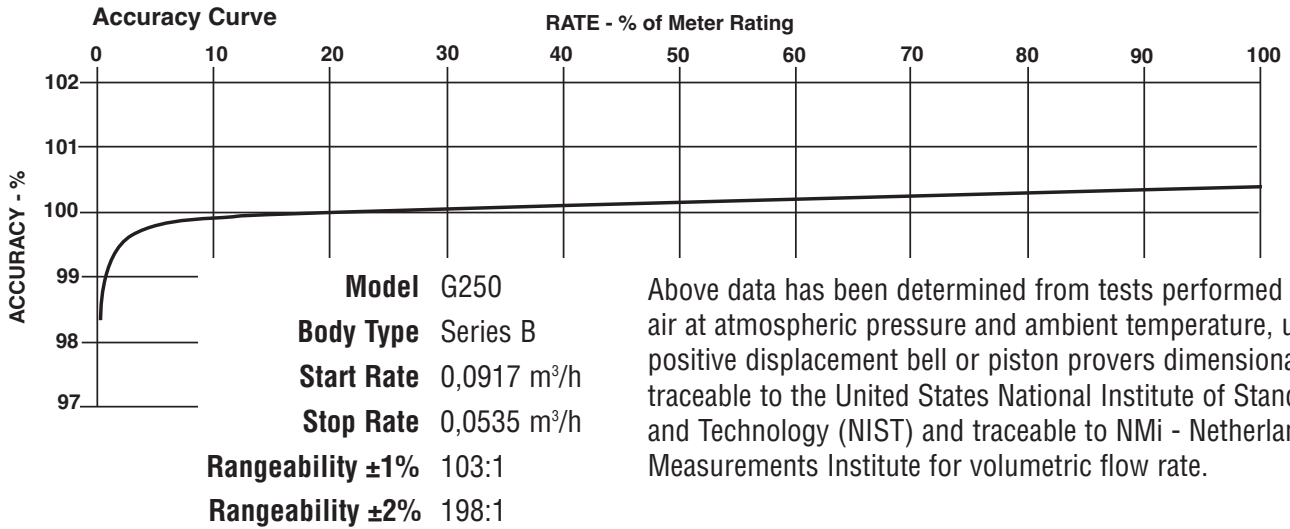 Accuracy Curve
RATE - % of Meter Rating
0 10 20 30 40 50 60 70 80 90 100
102
101
100
99
98
97
ACCURACY - %
Model G250
Body Type Series B
Start Rate 0,0917 m³/h
Stop Rate 0,0535 m³/h
Rangeability ±1% 103:1
Rangeability ±2% 198:1
Above data has been determined from tests performed
air at atmospheric pressure and ambient temperature, u
positive displacement bell or piston provers dimensiona
traceable to the United States National Institute of Stand
and Technology (NIST) and traceable to NMi - Netherlan
Measurements Institute for volumetric flow rate.